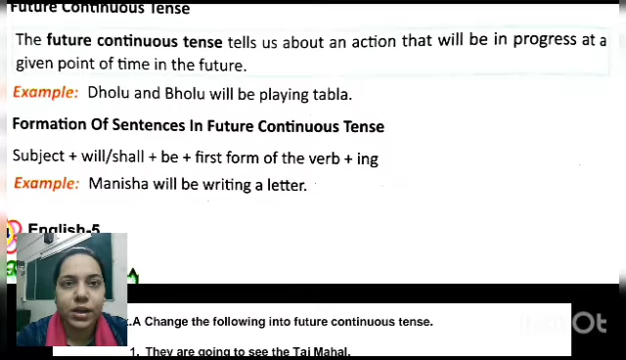 Future Continuous Tense
The future continuous tense tells us about an action that will be in progress at a
given point of time in the future.
Example: Dholu and Bholu will be playing tabla.
Formation Of Sentences In Future Continuous Tense
Subject + will/shall + be + first form of the verb + ing
Example: Manisha will be writing a letter.
English-5
.A Change the following into future continuous tense.
1. They are going to see the Taj Mahal.